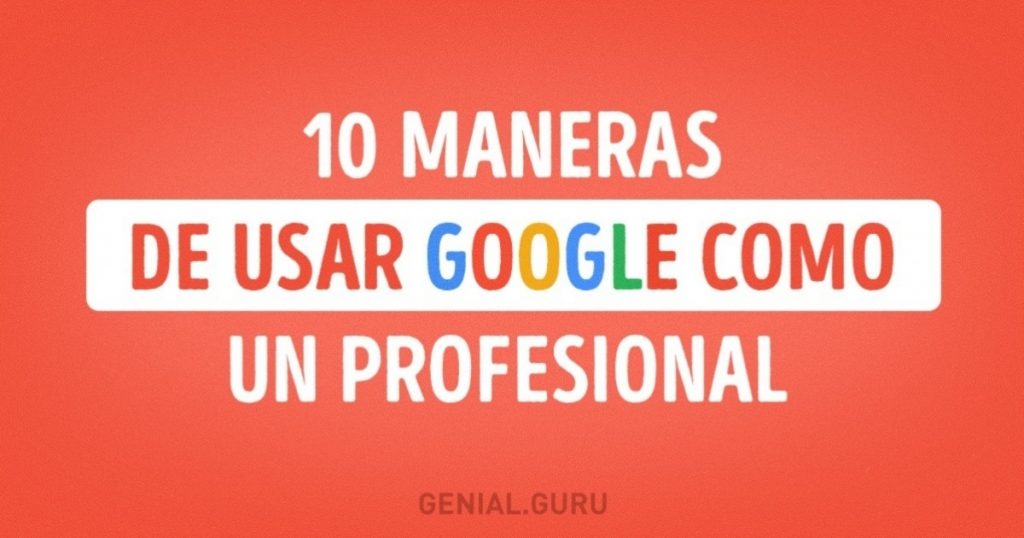 10 MANERAS
DE USAR GOOGLE COMO
UN PROFESIONAL
GENIAL.GURU